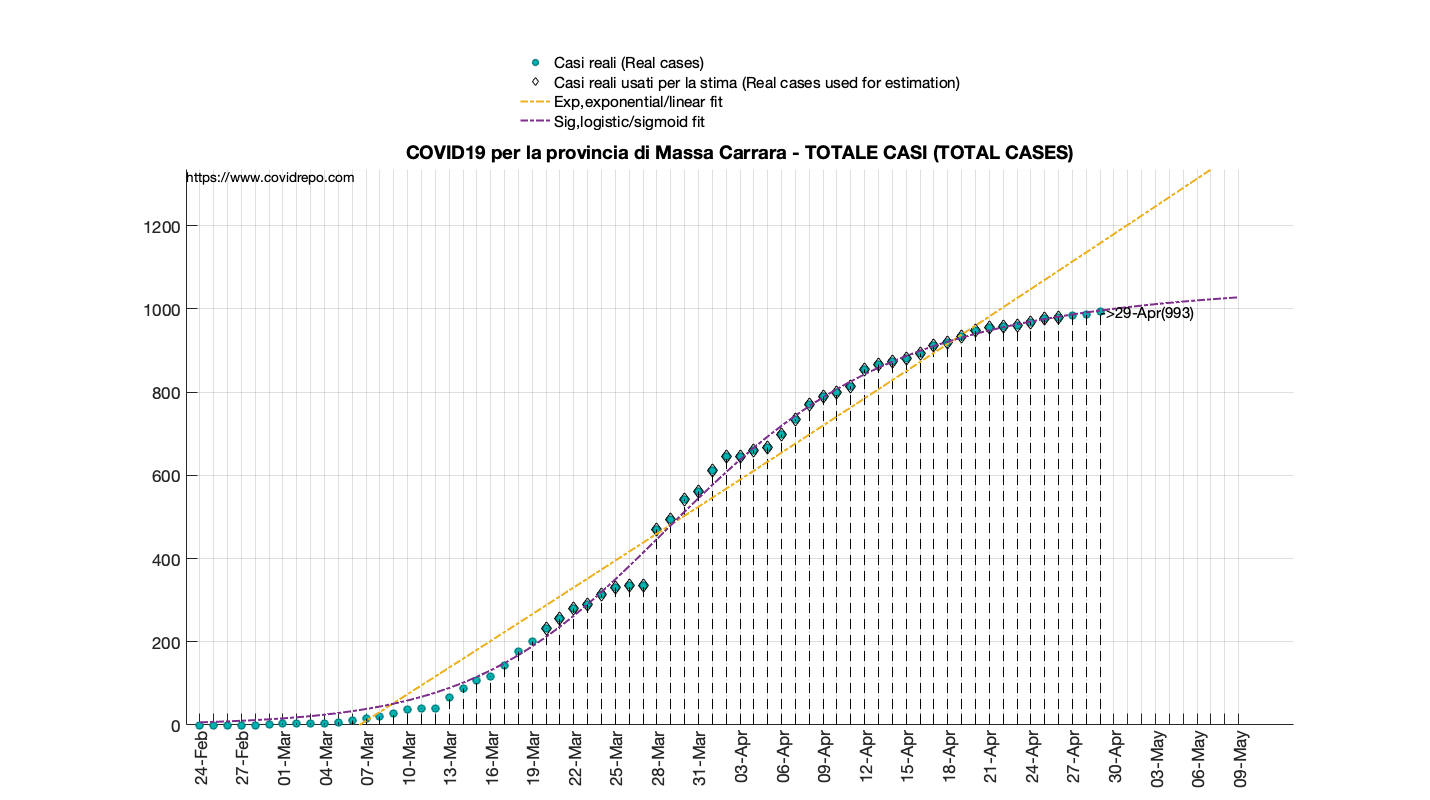 Casi reali (Real cases)
Casi reali usati per la stima (Real cases used for estimation)
Exp,exponential/linear fit
Sig,logistic/sigmoid fit
COVID19 per la provincia di Massa Carrara - TOTALE CASI (TOTAL CASES)
https://www.covidrepo.com
1200
1000
800
600
400
200
0
>29-Apr(993)
24-Feb
27-Feb
01-Mar
04-Mar
07-Mar
10-Mar
13-Mar
16-Mar
19-Mar
22-Mar
25-Mar
28-Mar
31-Mar
03-Apr
06-Apr
09-Apr
12-Apr
15-Apr
18-Apr
21-Apr
24-Apr
27-Apr
30-Apr
03-May
06-May
09-May